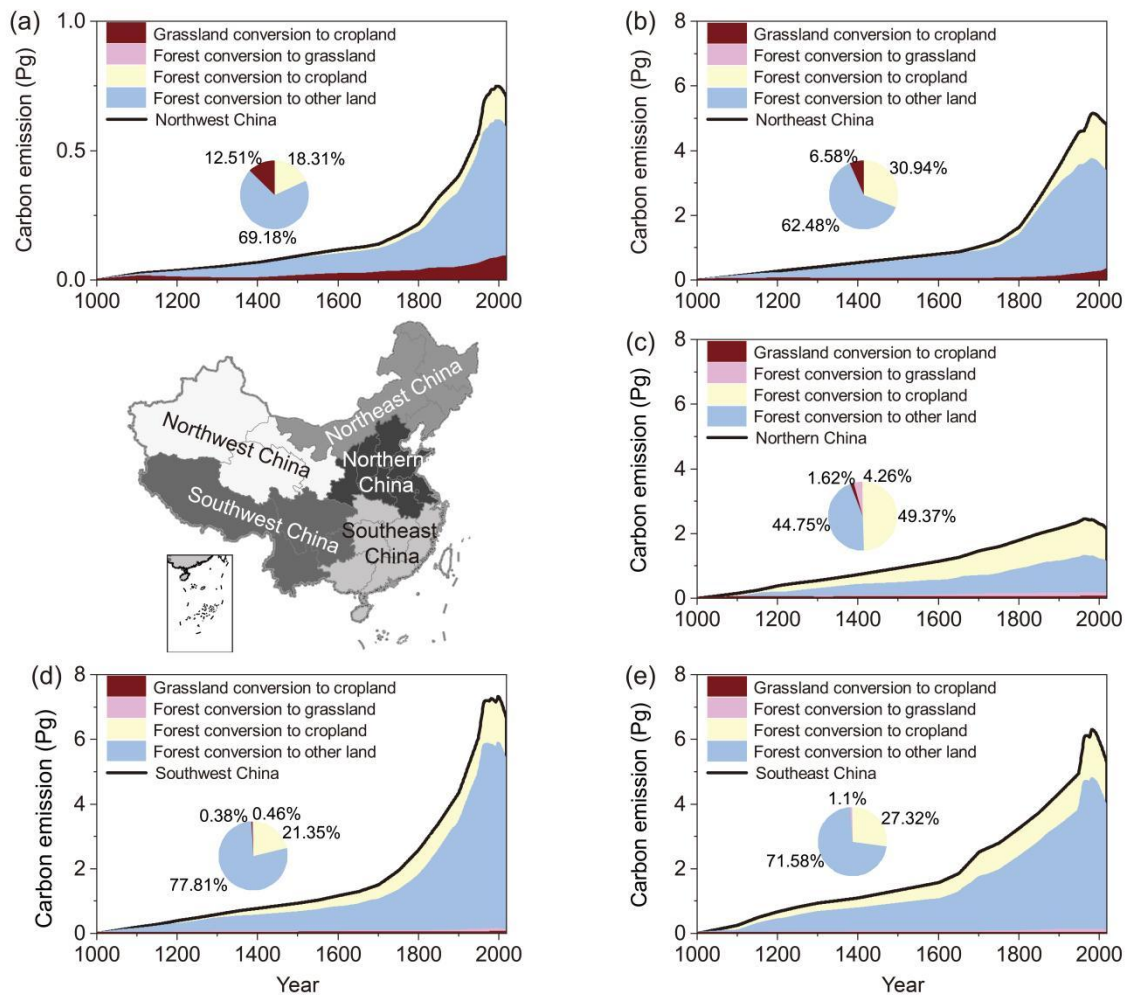 (a)
Carbon emission (Pg)
1.0
0.5
0.0
Grassland conversion to cropland
Forest conversion to grassland
Forest conversion to cropland
Forest conversion to other land
Northwest China
12.51%
18.31%
69.18%
1000 1200 1400 1600 1800 2000
(b)
Carbon emission (Pg)
8
6
4
2
0
Grassland conversion to cropland
Forest conversion to grassland
Forest conversion to cropland
Forest conversion to other land
Northeast China
6.58%
30.94%
62.48%
1000 1200 1400 1600 1800 2000
Northwest China
Northeast China
Northern
China
Southwest China
Southeast
China
(c)
Carbon emission (Pg)
8
6
4
2
0
Grassland conversion to cropland
Forest conversion to grassland
Forest conversion to cropland
Forest conversion to other land
Northern China
1.62%
4.26%
44.75%
49.37%
1000 1200 1400 1600 1800 2000
(d)
Carbon emission (Pg)
8
6
4
2
0
Grassland conversion to cropland
Forest conversion to grassland
Forest conversion to cropland
Forest conversion to other land
Southwest China
0.38%
0.46%
21.35%
77.81%
1000 1200 1400 1600 1800 2000
Year
(e)
Carbon emission (Pg)
8
6
4
2
0
Grassland conversion to cropland
Forest conversion to grassland
Forest conversion to cropland
Forest conversion to other land
Southeast China
1.1%
27.32%
71.58%
1000 1200 1400 1600 1800 2000
Year